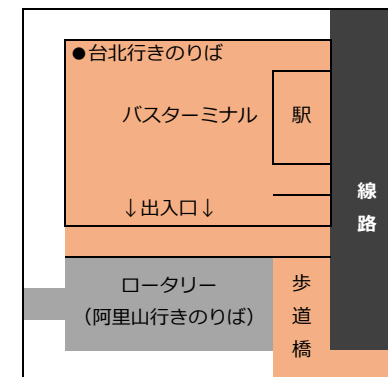 ●台北行きのりば
バスターミナル
駅
線路
↓出入口↓
ロータリー
（阿里山行きのりば）
歩道橋